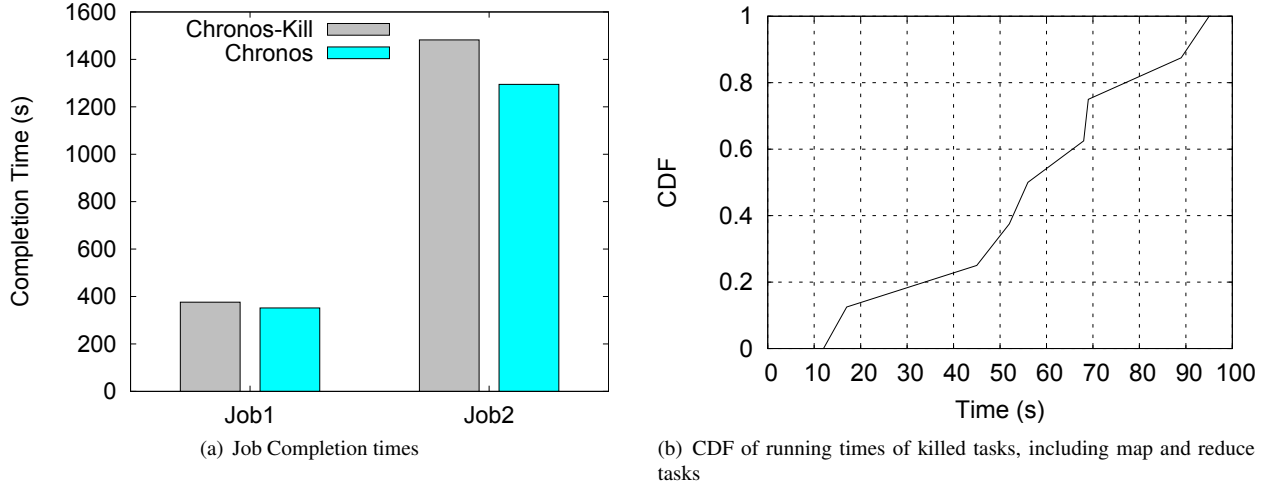 Completion Time (s)
1600
1400
1200
1000
800
600
400
200
0
Chronos-Kill
Chronos
Job1
Job2
(a) Job Completion times
CDF
1
0.8
0.6
0.4
0.2
0
0 10 20 30 40 50 60 70 80 90 100
Time (s)
(b) CDF of running times of killed tasks, including map and reduce
tasks